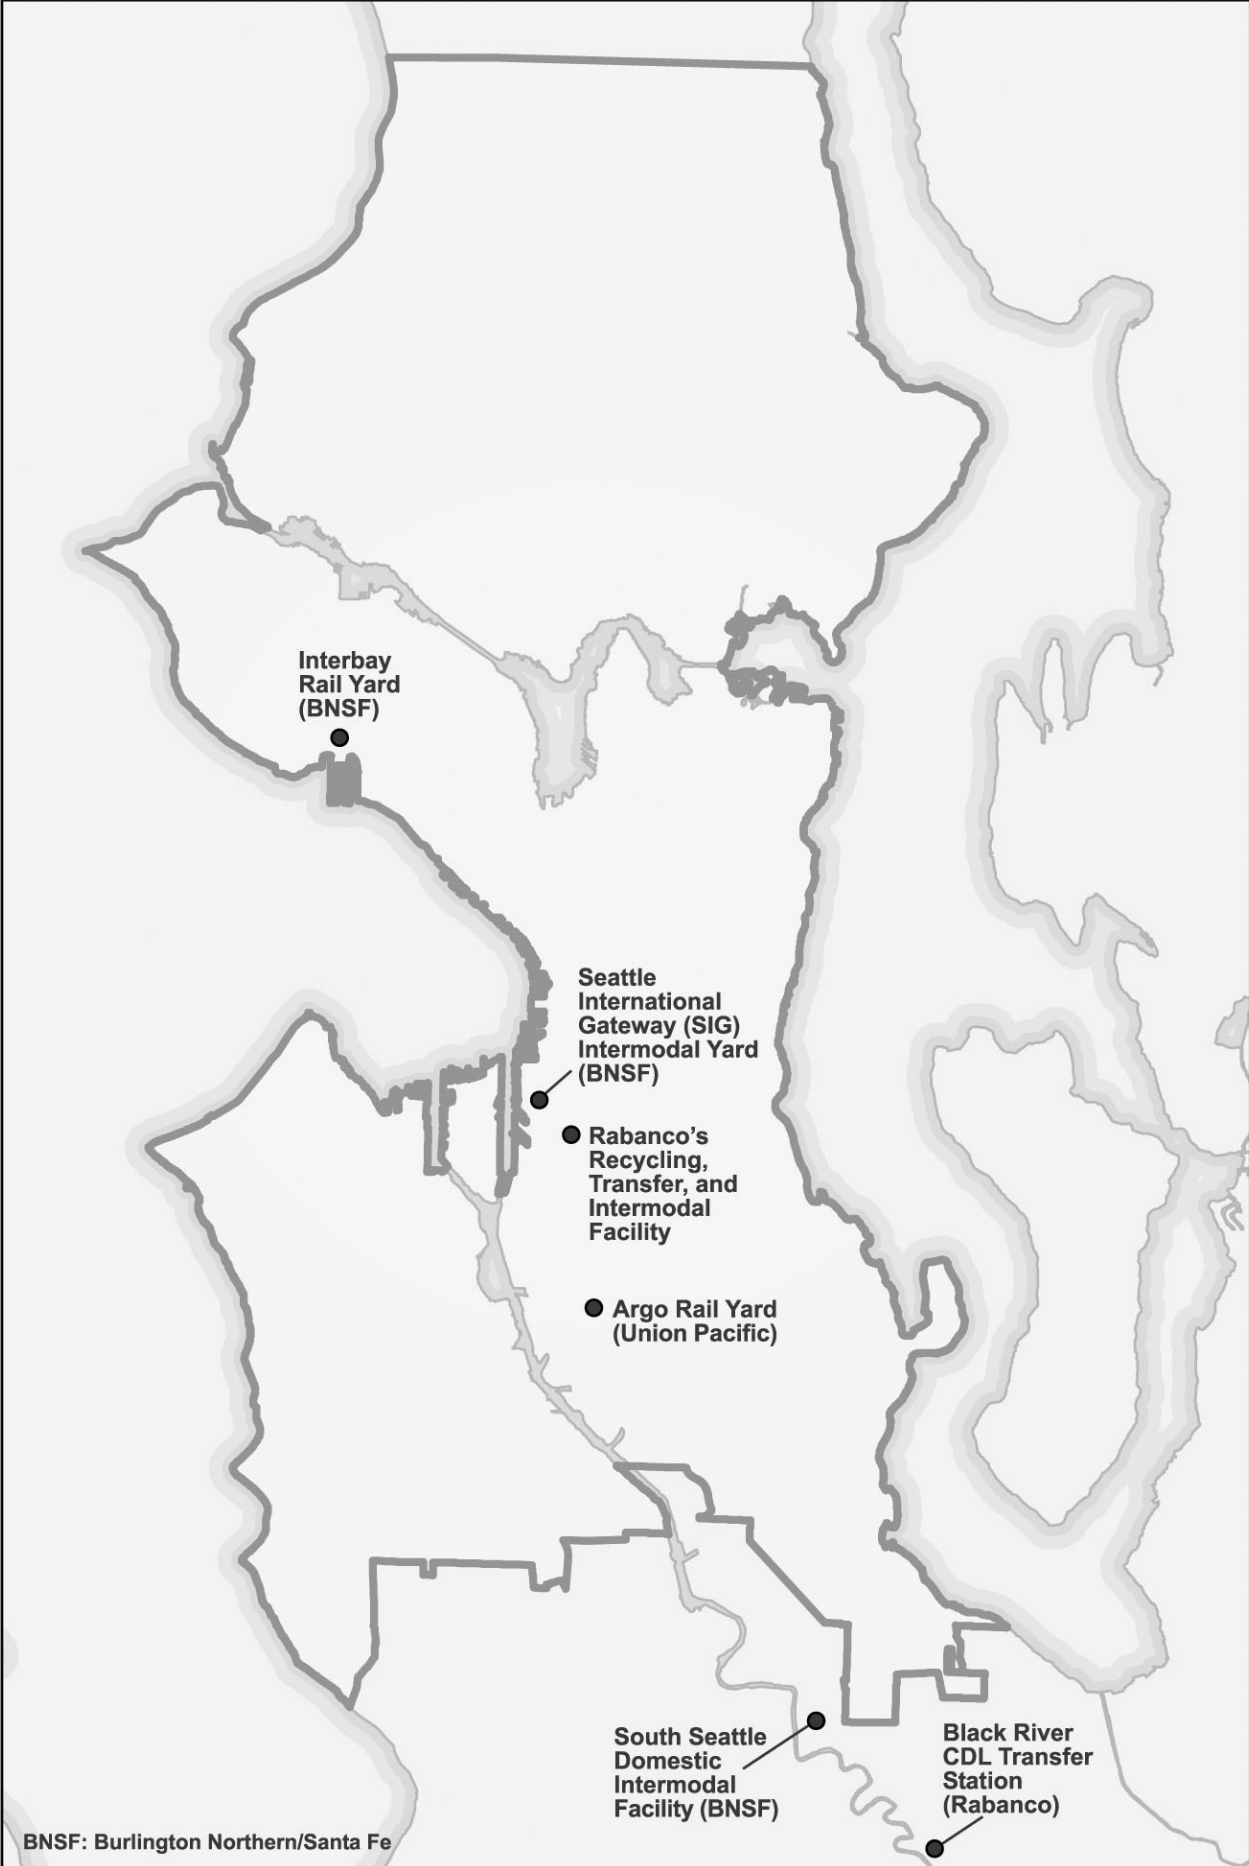 Interbay
Rail Yard
(BNSF)
Seattle
International
Gateway (SIG)
Intermodal Yard
(BNSF)
Rabanco’s
Recycling,
Transfer, and
Intermodal
Facility
Argo Rail Yard
(Union Pacific)
South Seattle
Domestic
Intermodal
Facility (BNSF)
Black River
CDL Transfer
Station
(Rabanco)
BNSF: Burlington Northern/Santa Fe